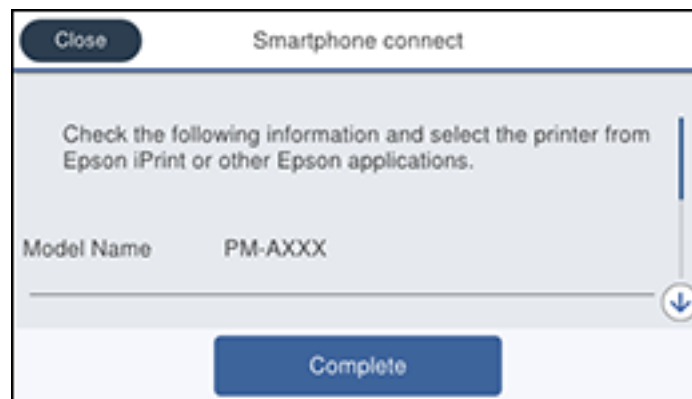 Close
Smartphone connect
Check the following information and select the printer from
Epson iPrint or other Epson applications.
Model Name PM-AXXX
Complete